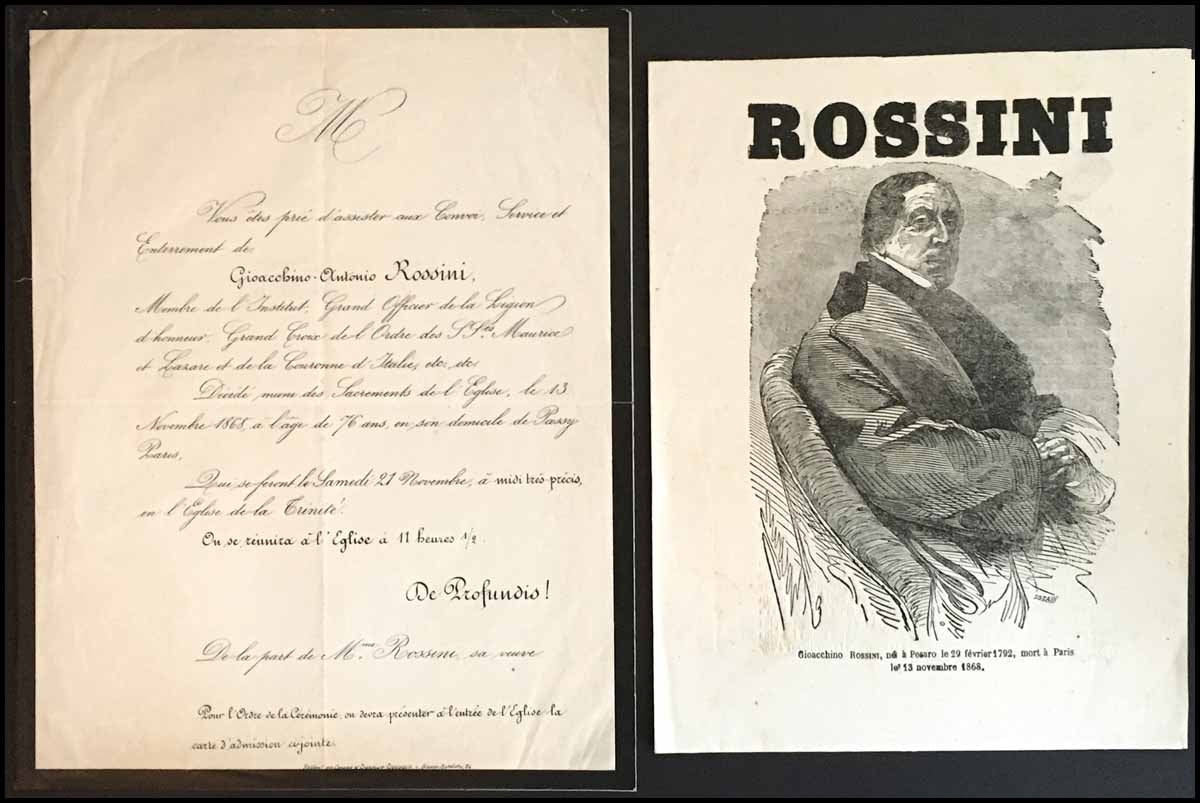 M
Vous êtes prié d'assister aux Convoi, Service et
Enterrement de
Gioacchino-Antonio Rossini,
Membre de l'Institut, Grand Officier de la Légion
d'honneur, Grand Croix de l'Ordre des S.Sts Maurice
et Lazare et de la Couronne d'Italie, etc, etc.
Décédé muni des Sacrements de l'Eglise, le 13
Novembre 1868, à l'âge de 76 ans, en son domicile de Passy
Paris.
Qui se feront le Samedi 21 Novembre, à midi très précis,
en l'Eglise de la Trinité.
On se réunira à l'Eglise à 11 heures 1/2.
De Profundis!
De la part de Mme Rossini, sa veuve
Pour l'Ordre de la Cérémonie, on devra présenter à l'entrée de l'Eglise la
carte d'admission ci-jointe.
ROSSINI
Gioacchino ROSSINI, né à Pesaro le 29 février 1792, mort à Paris
le 13 novembre 1868.